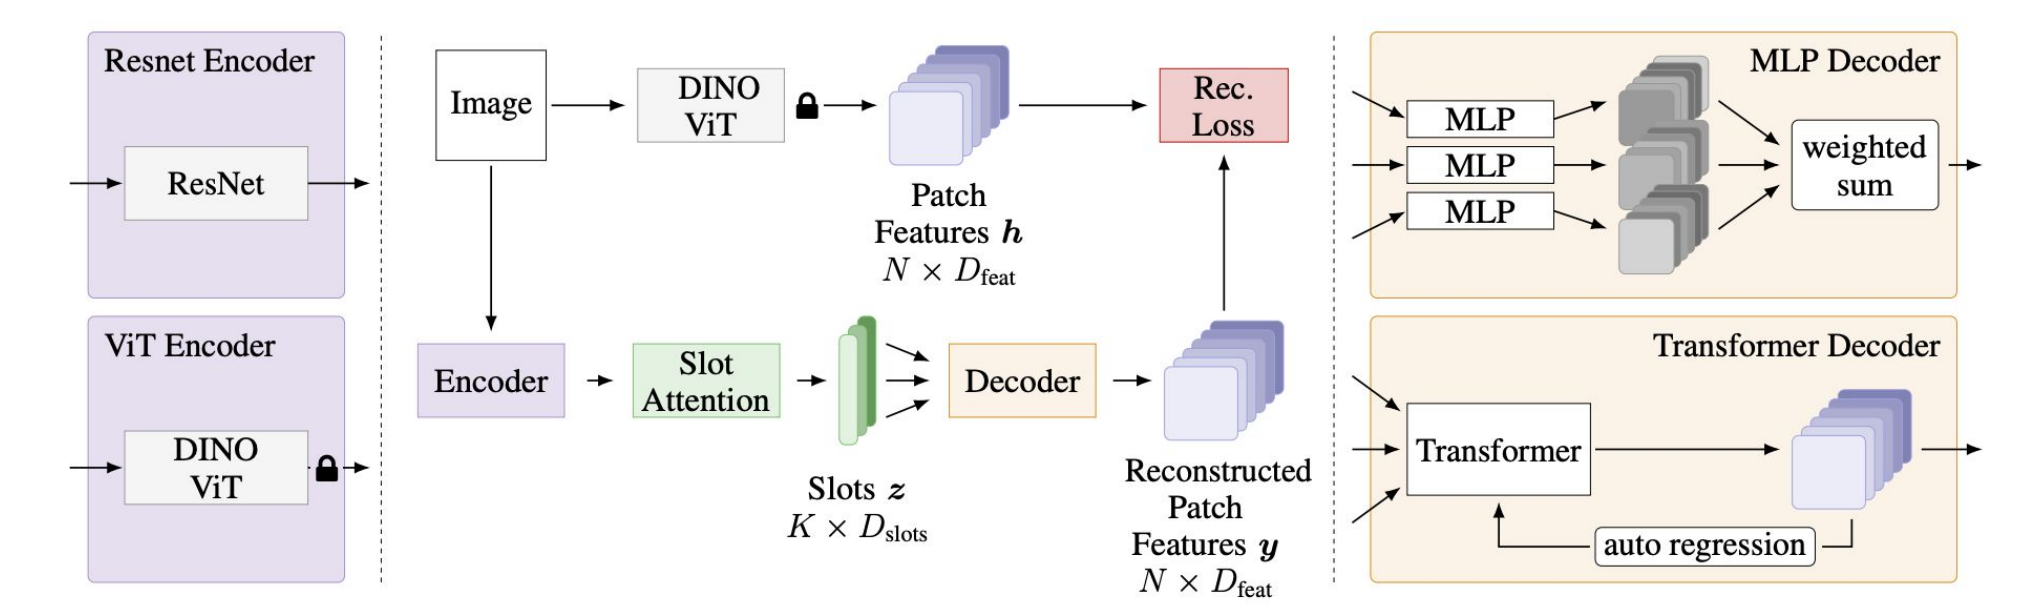 Resnet Encoder
ResNet
ViT Encoder
DINO
ViT
Image
DINO
ViT
Patch
Features h
N × D_feat
Rec.
Loss
Encoder
Slot
Attention
Slots z
K × D_slots
Decoder
Reconstructed
Patch
Features y
N × D_feat
MLP Decoder
MLP
MLP
MLP
weighted
sum
Transformer Decoder
Transformer
auto regression